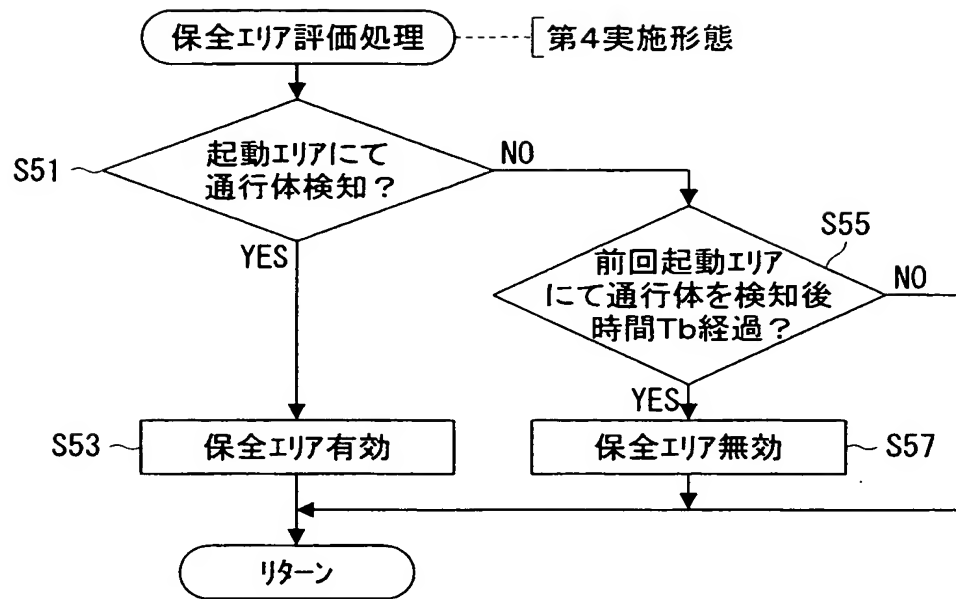 保全エリア評価処理
第4実施形態
S51
起動エリアにて
通行体検知？
NO
YES
S55
前回起動エリア
にて通行体を検知後
時間Tb経過？
NO
YES
S53
保全エリア有効
保全エリア無効
S57
リターン